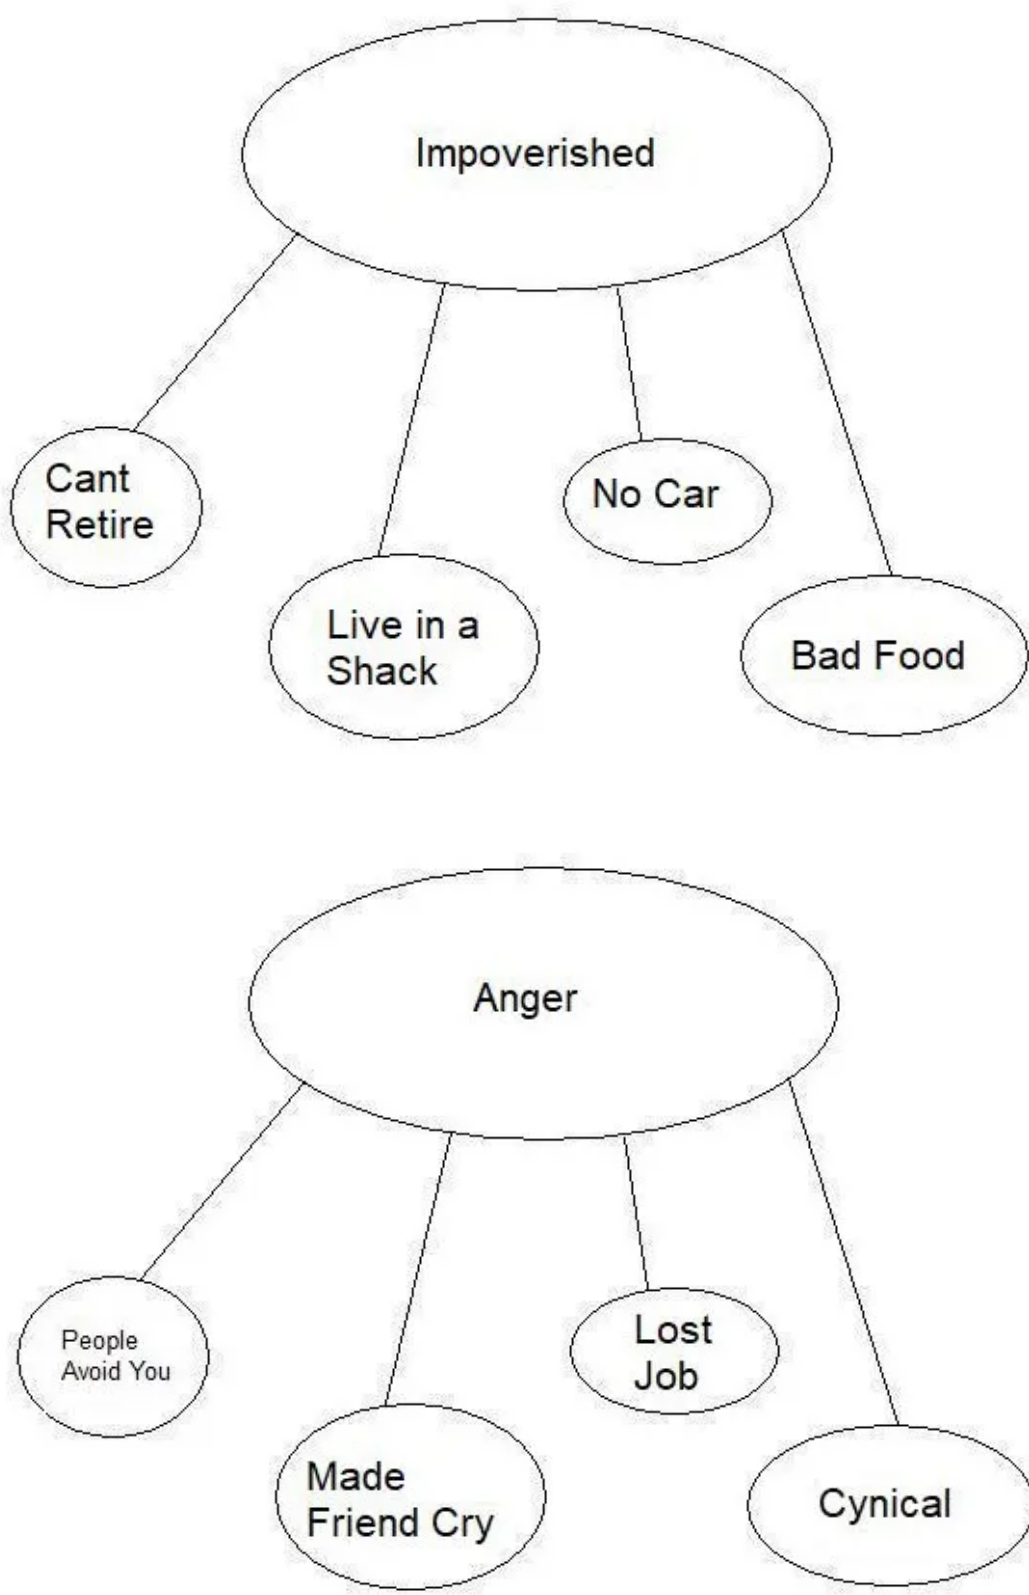 Impoverished
Cant
Retire
No Car
Live in a
Shack
Bad Food
Anger
People
Avoid You
Lost
Job
Made
Friend Cry
Cynical